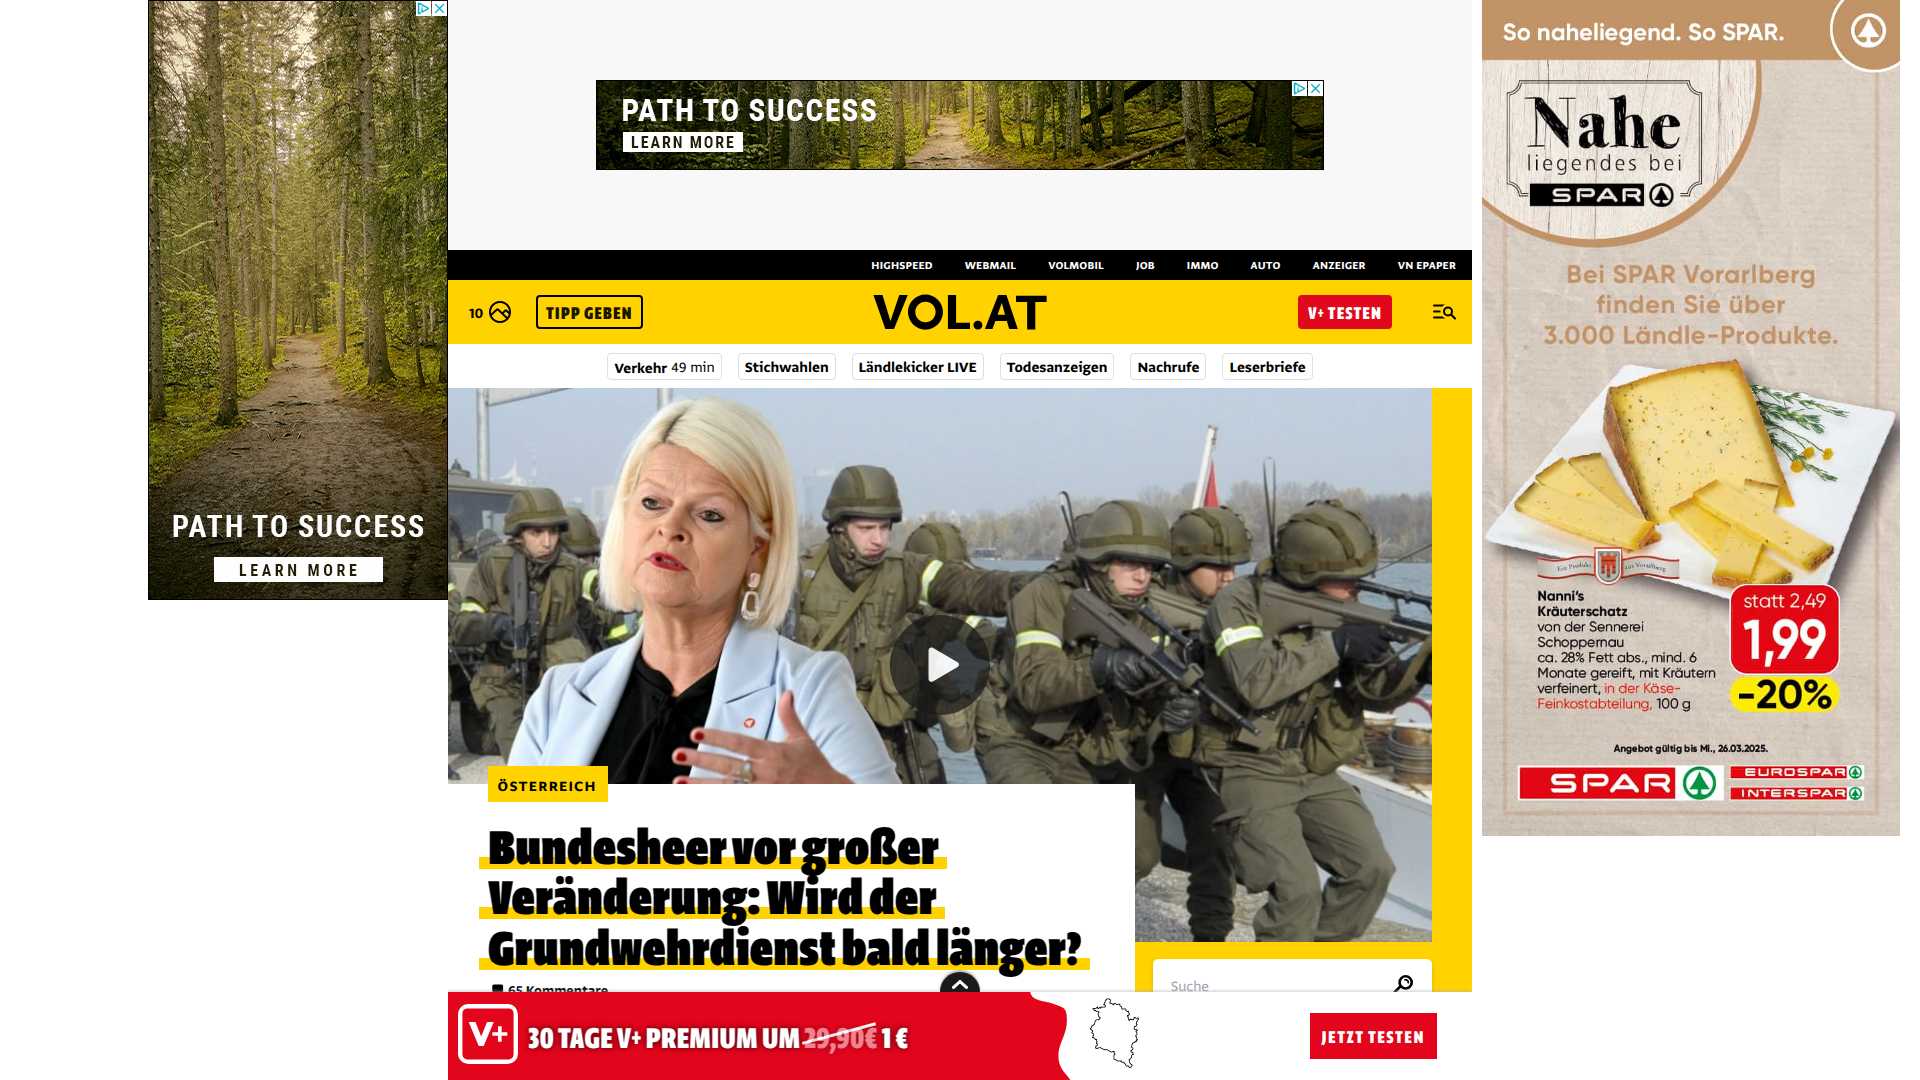 PATH TO SUCCESS
LEARN MORE
PATH TO SUCCESS
LEARN MORE
HIGHSPEED WEBMAIL VOLMOBIL JOB IMMO AUTO ANZEIGER VN EPAPER
10 TIPP GEBEN VOL.AT V+ TESTEN
Verkehr 49 min Stichwahlen Ländlekicker LIVE Todesanzeigen Nachrufe Leserbriefe
ÖSTERREICH
Bundesheer vor großer
Veränderung: Wird der
Grundwehrdienst bald länger?
65 Kommentare
Suche
V+ 30 TAGE V+ PREMIUM UM 29,90€ 1 € JETZT TESTEN
So naheliegend. So SPAR.
Nahe
liegendes bei
SPAR
Bei SPAR Vorarlberg
finden Sie über
3.000 Ländle-Produkte.
Ein Produkt aus Vorarlberg
Nanni's
Kräuterschatz
von der Sennerei
Schoppernau
ca. 28% Fett abs., mind. 6
Monate gereift, mit Kräutern
verfeinert, in der Käse-
Feinkostabteilung, 100 g
statt 2,49
1,99
-20%
Angebot gültig bis MI., 26.03.2025.
SPAR
EUROSPAR
INTERSPAR